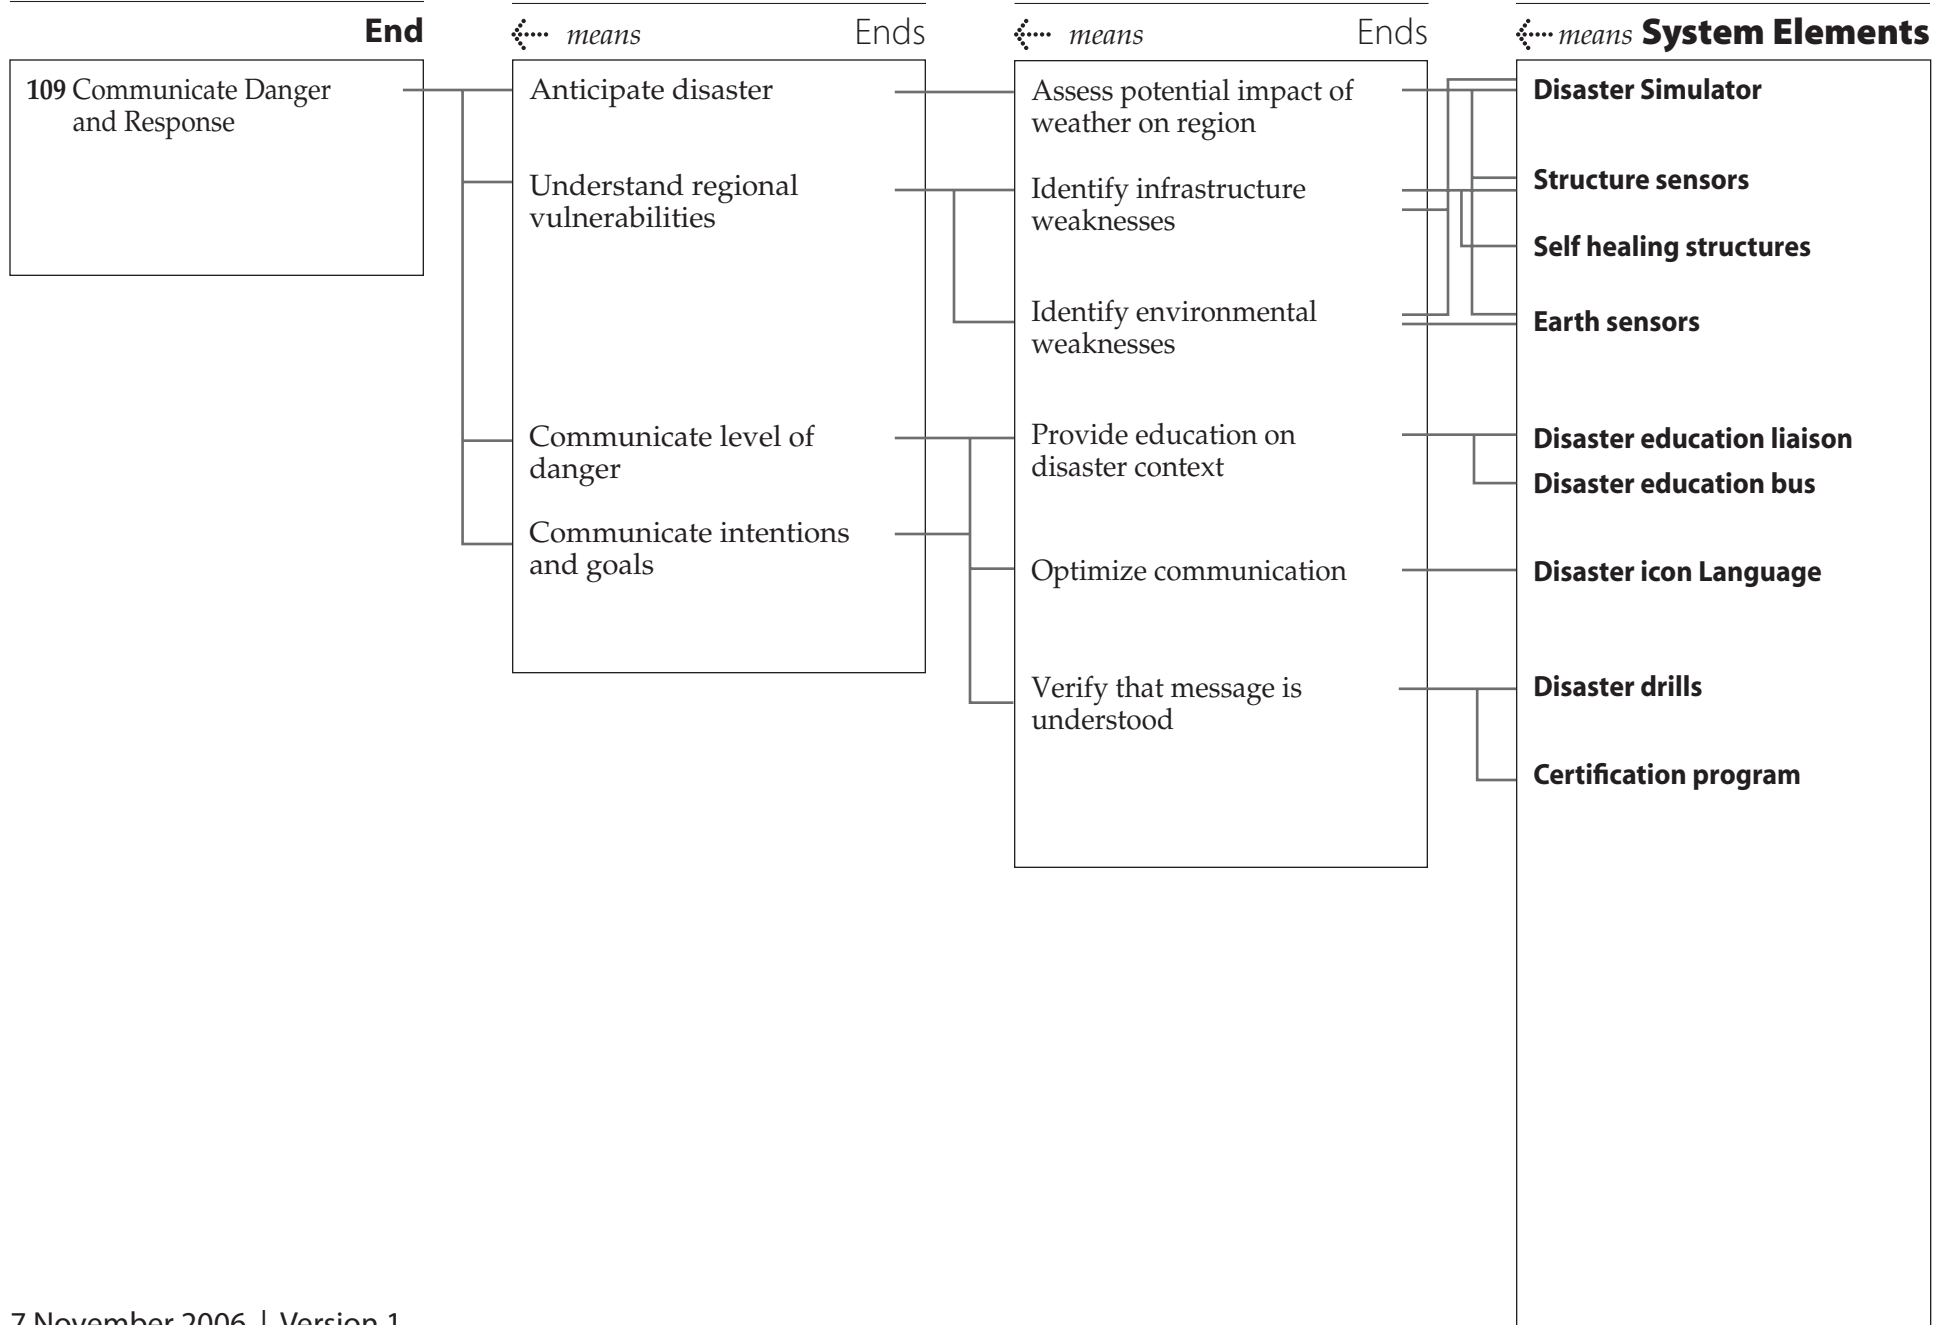 End
means Ends
means Ends
means System Elements
109 Communicate Danger
and Response
Anticipate disaster
Understand regional
vulnerabilities
Communicate level of
danger
Communicate intentions
and goals
Assess potential impact of
weather on region
Identify infrastructure
weaknesses
Identify environmental
weaknesses
Provide education on
disaster context
Optimize communication
Verify that message is
understood
Disaster Simulator
Structure sensors
Self healing structures
Earth sensors
Disaster education liaison
Disaster education bus
Disaster icon Language
Disaster drills
Certification program
7 November 2006 | Version 1